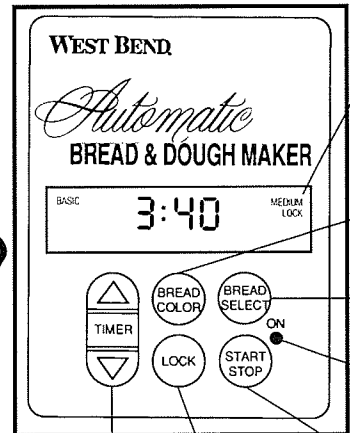 WEST BEND®
Automatic
BREAD & DOUGH MAKER
BASIC
3:40
MEDIUM
LOCK
TIMER
BREAD
COLOR
BREAD
SELECT
ON
LOCK
START
STOP